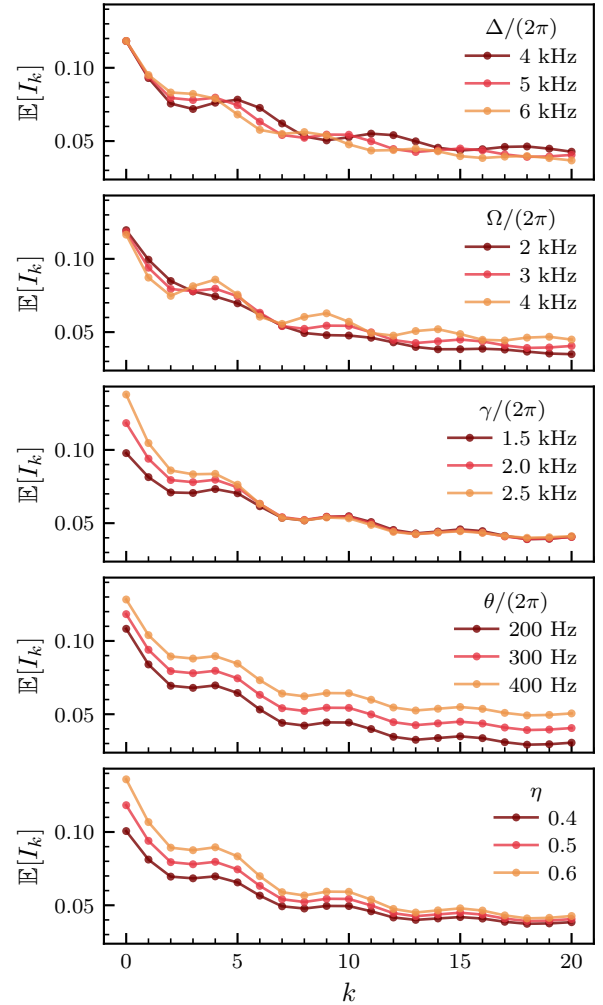 Δ/(2π)
4 kHz
5 kHz
6 kHz
0.10
0.05
𝔼[I_k]
Ω/(2π)
2 kHz
3 kHz
4 kHz
0.10
0.05
𝔼[I_k]
γ/(2π)
1.5 kHz
2.0 kHz
2.5 kHz
0.10
0.05
𝔼[I_k]
θ/(2π)
200 Hz
300 Hz
400 Hz
0.10
0.05
𝔼[I_k]
η
0.4
0.5
0.6
0.10
0.05
𝔼[I_k]
0 5 10 15 20
k